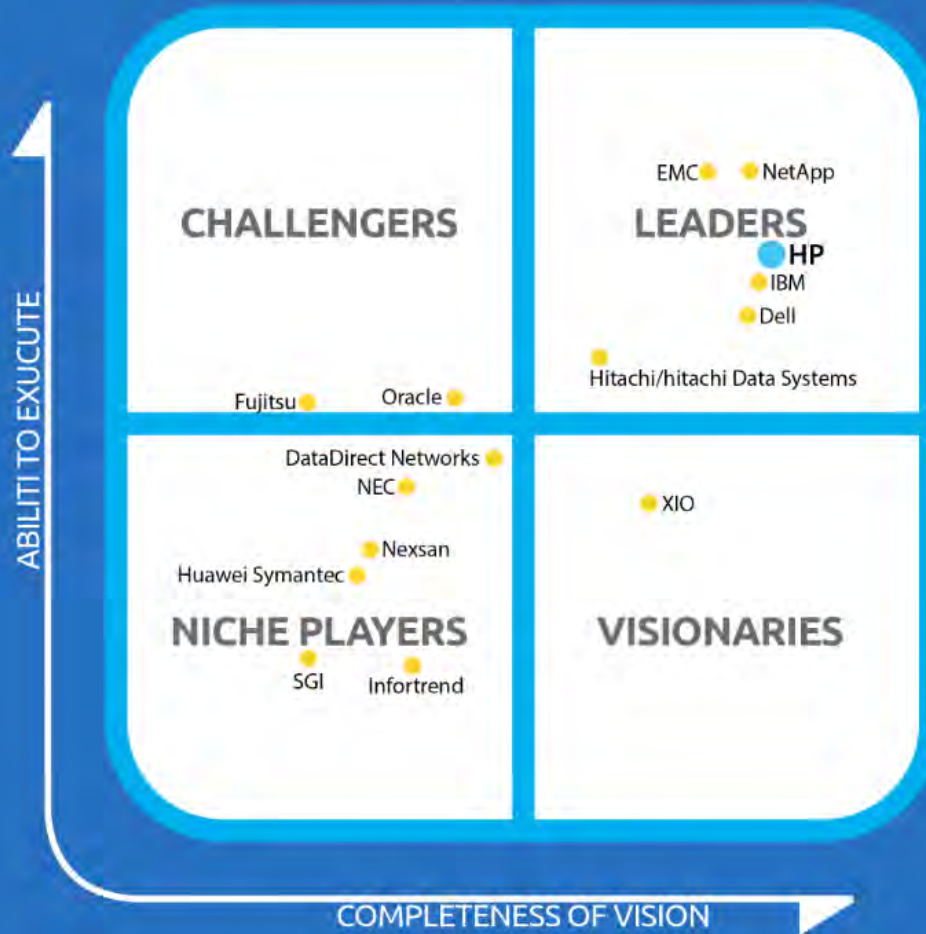 EMC
NetApp
CHALLENGERS
LEADERS
HP
IBM
Dell
Hitachi/hitachi Data Systems
Fujitsu
Oracle
DataDirect Networks
NEC
XIO
Nexsan
Huawei Symantec
NICHE PLAYERS
VISIONARIES
SGI
Infortrend
ABILITI TO EXUCUTE
COMPLETENESS OF VISION